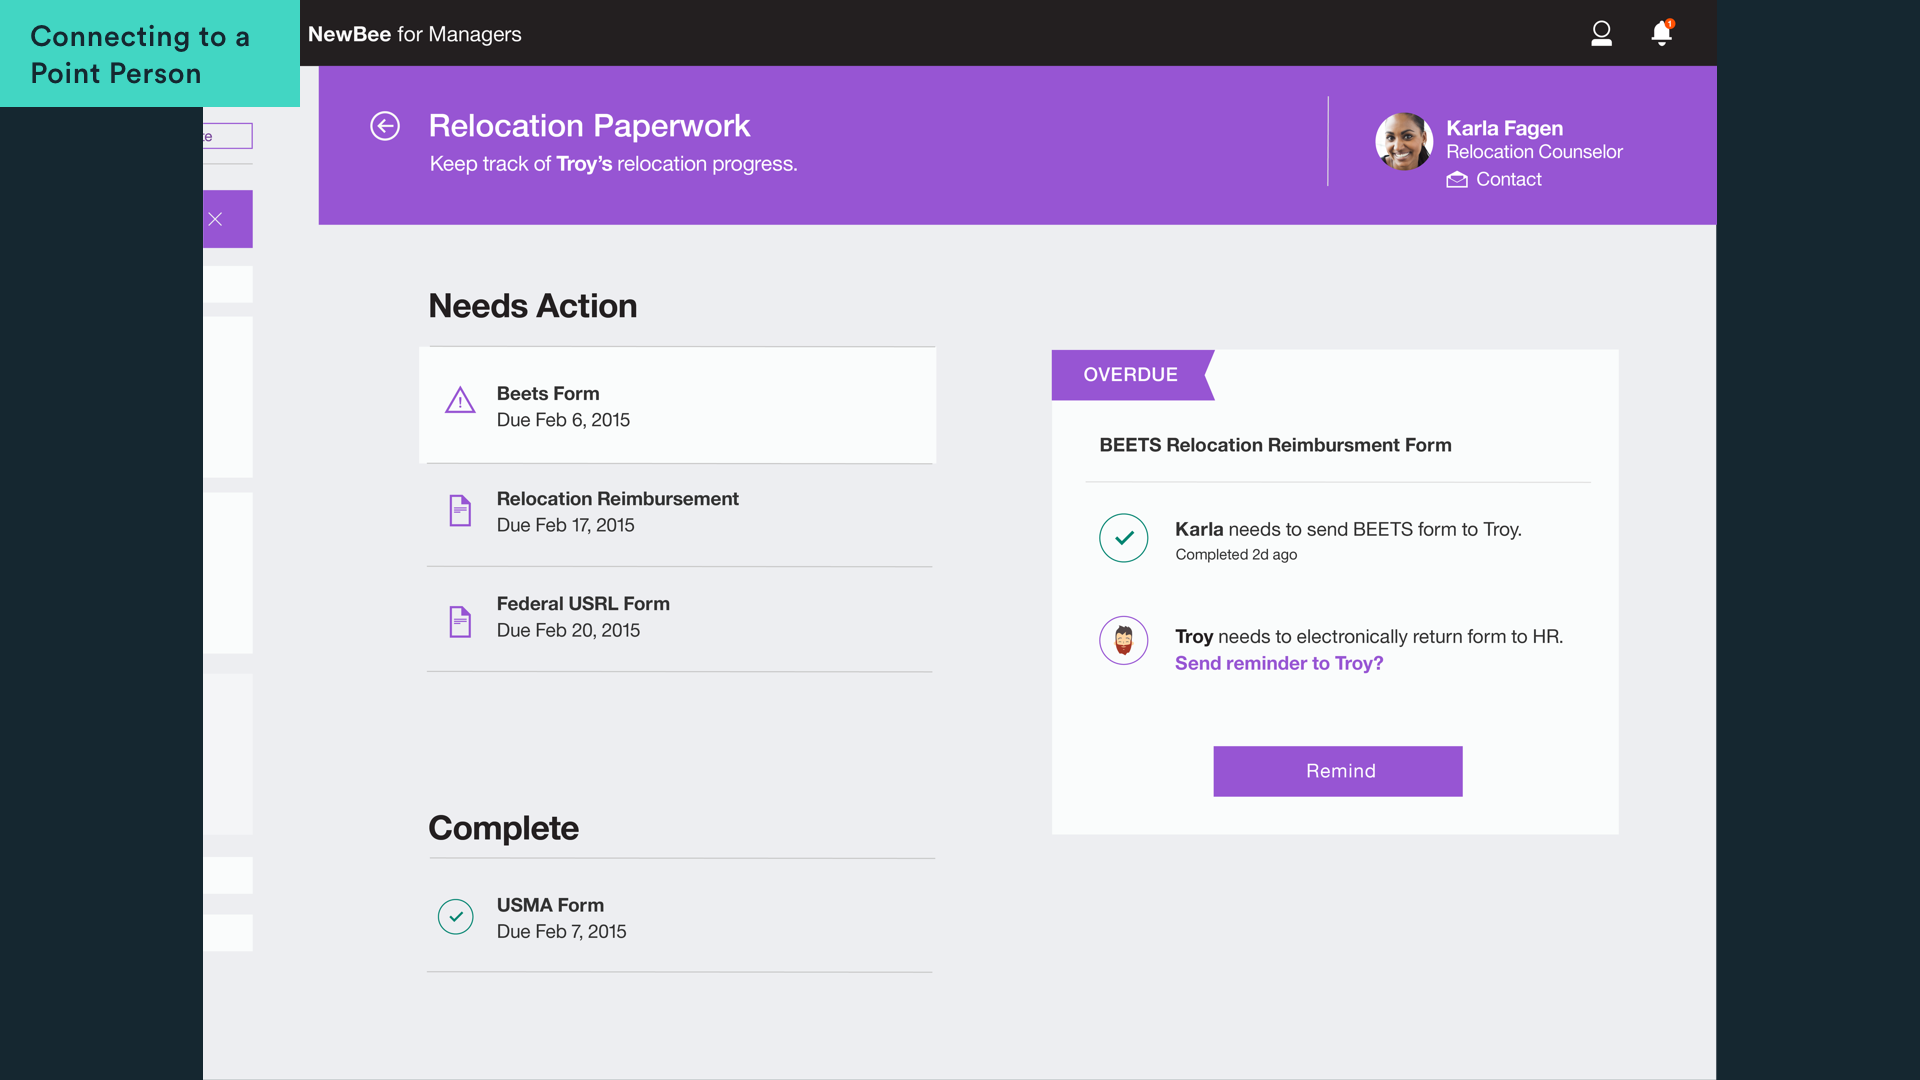 Connecting to a
Point Person
NewBee for Managers
1
Relocation Paperwork
Keep track of Troy’s relocation progress.
Karla Fagen
Relocation Counselor
Contact
Needs Action
Beets Form
Due Feb 6, 2015
Relocation Reimbursement
Due Feb 17, 2015
Federal USRL Form
Due Feb 20, 2015
Complete
USMA Form
Due Feb 7, 2015
OVERDUE
BEETS Relocation Reimbursment Form
Karla needs to send BEETS form to Troy.
Completed 2d ago
Troy needs to electronically return form to HR.
Send reminder to Troy?
Remind